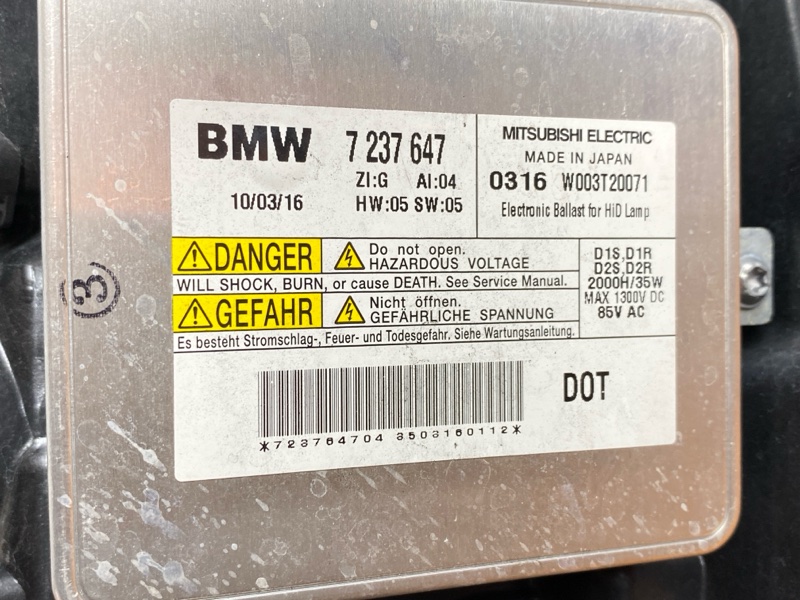 BMW 7 237 647
ZI:G AI:04
10/03/16 HW:05 SW:05
MITSUBISHI ELECTRIC
MADE IN JAPAN
0316 W003T20071
Electronic Ballast for HiD Lamp
DANGER Do not open.
HAZARDOUS VOLTAGE
WILL SHOCK, BURN, or cause DEATH. See Service Manual.
GEFAHR Nicht öffnen.
GEFÄHRLICHE SPANNUNG
Es besteht Stromschlag-, Feuer- und Todesgefahr. Siehe Wartungsanleitung.
D1S,D1R
D2S,D2R
2000H/35W
MAX 1300V DC
85V AC
*723764704 3503160112*
DOT
3